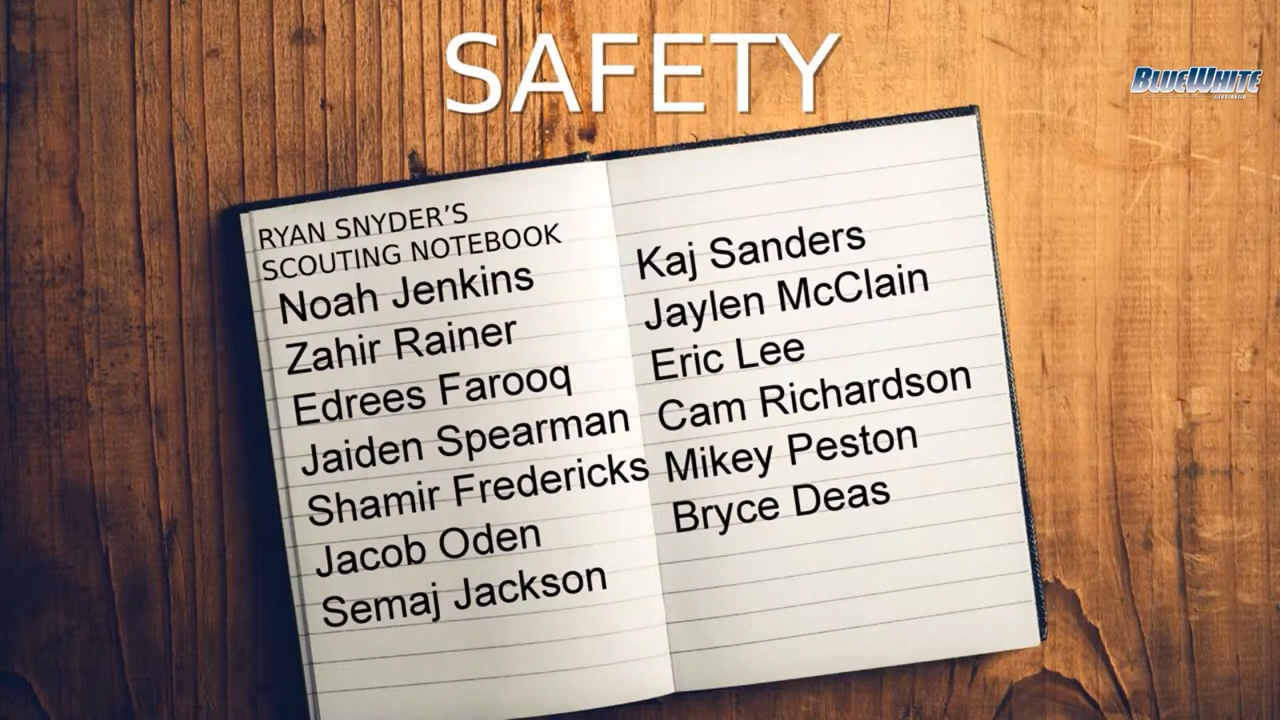 SAFETY
BLUEWHITE
ILLUSTRATED
RYAN SNYDER'S
SCOUTING NOTEBOOK
Noah Jenkins
Zahir Rainer
Edrees Farooq
Jaiden Spearman
Shamir Fredericks
Jacob Oden
Semaj Jackson
Kaj Sanders
Jaylen McClain
Eric Lee
Cam Richardson
Mikey Peston
Bryce Deas